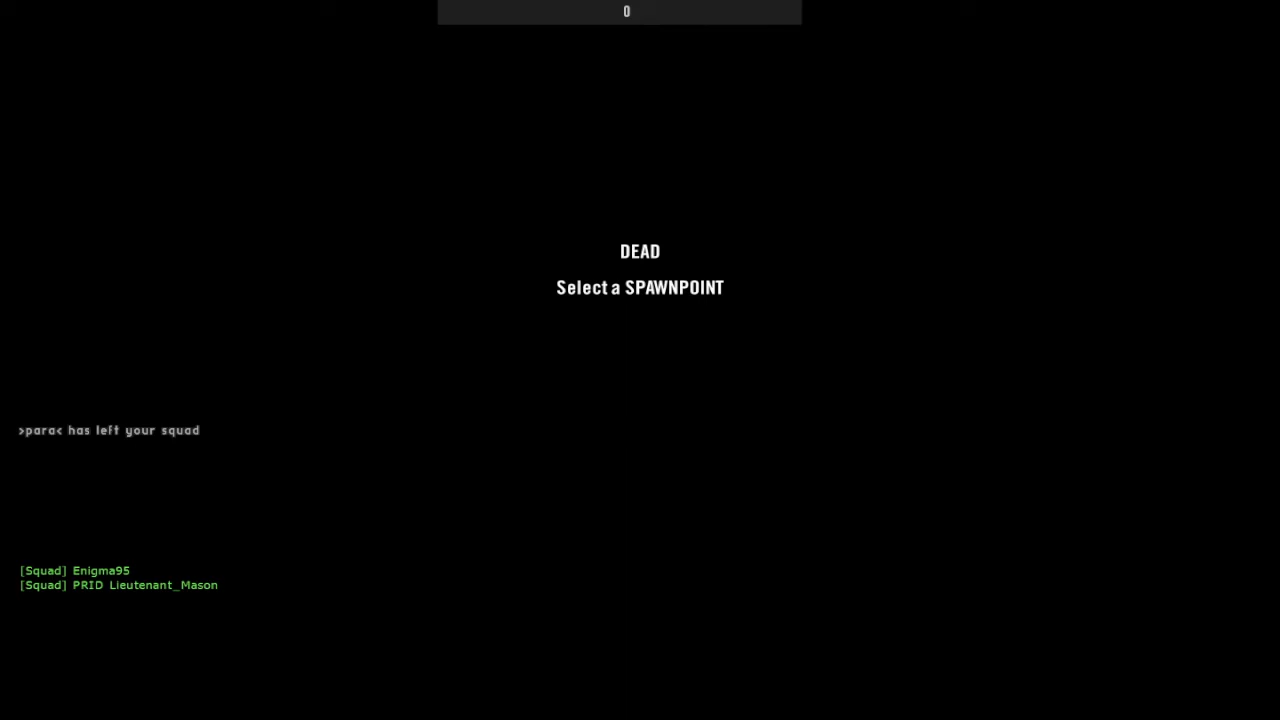 0
DEAD
Select a SPAWNPOINT
>para< has left your squad
[Squad] Enigma95
[Squad] PRID Lieutenant_Mason